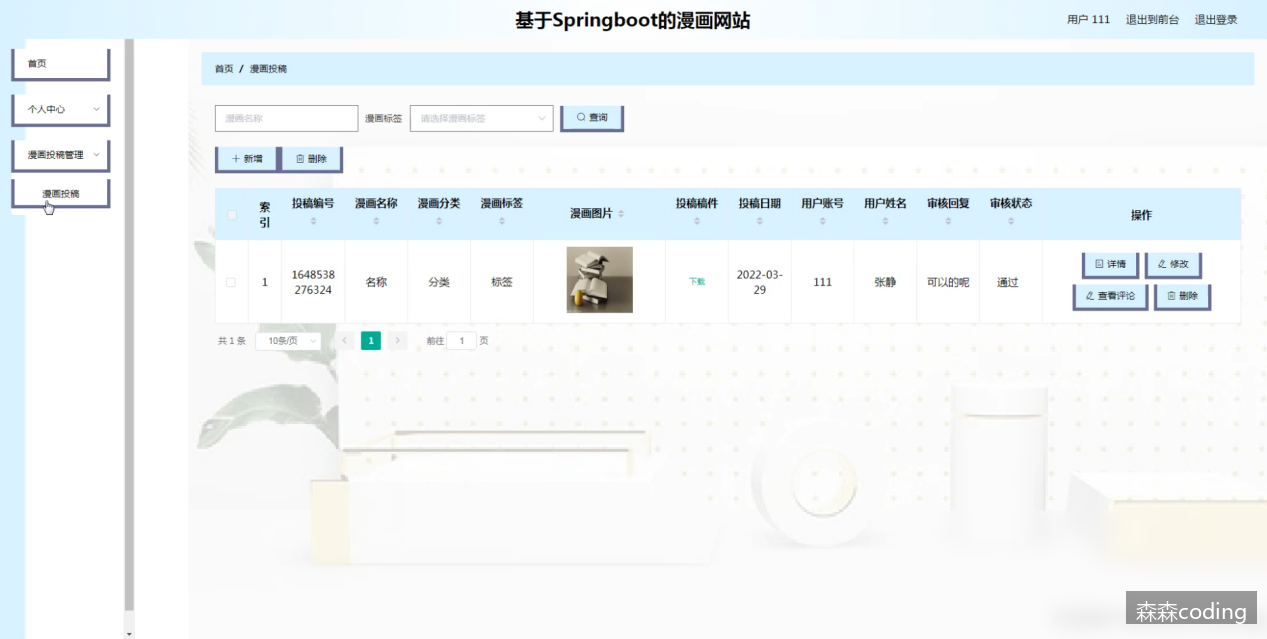 基于Springboot的漫画网站
用户 111 退出到前台 退出登录
首页
个人中心
漫画投稿管理
漫画投稿
首页 / 漫画投稿
漫画名称 漫画标签 请选择漫画标签 查询
新增 删除
索引 投稿编号 漫画名称 漫画分类 漫画标签 漫画图片 投稿稿件 投稿日期 用户账号 用户姓名 审核回复 审核状态 操作
1 1648538276324 名称 分类 标签 下载 2022-03-29 111 张静 可以的呢 通过 详情 修改
查看评论 删除
共 1 条 10条/页 1 前往 1 页
森森coding